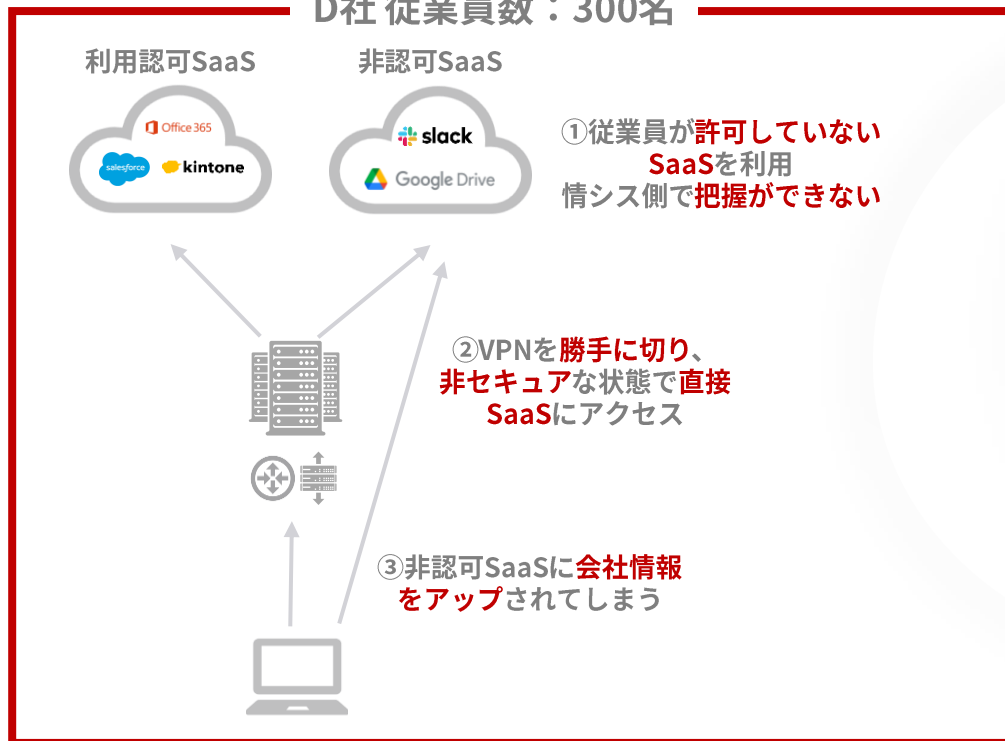 D社 従業員数：300名
利用認可SaaS
非認可SaaS
Office 365
salesforce
kintone
slack
Google Drive
①従業員が許可していない
SaaSを利用
情シス側で把握ができない
②VPNを勝手に切り、
非セキュアな状態で直接
SaaSにアクセス
③非認可SaaSに会社情報
をアップされてしまう